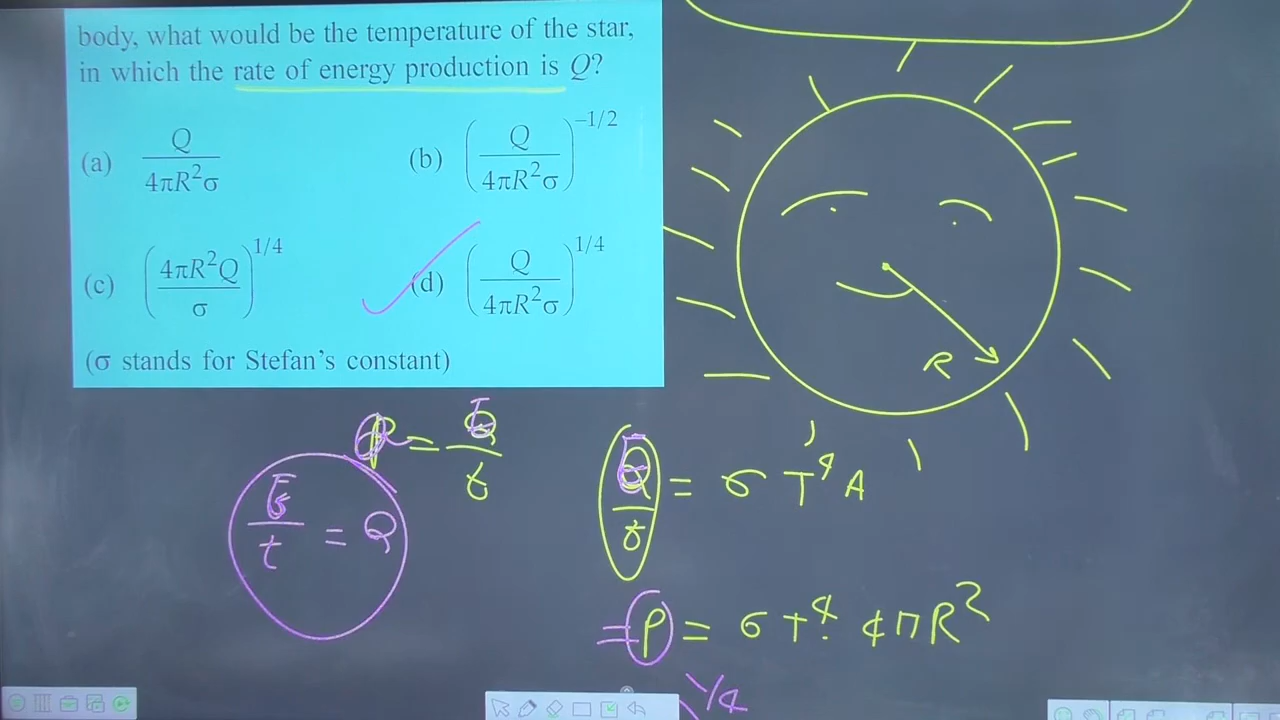 body, what would be the temperature of the star,
in which the rate of energy production is Q?
(a) Q / 4πR²σ (b) (Q / 4πR²σ)^–1/2
(c) (4πR²Q / σ)^1/4 (d) (Q / 4πR²σ)^1/4
(σ stands for Stefan's constant)
R
= E/t
E/t = σ T⁴ A
E/t = Q
= P = σ T⁴ 4πR²
1/4